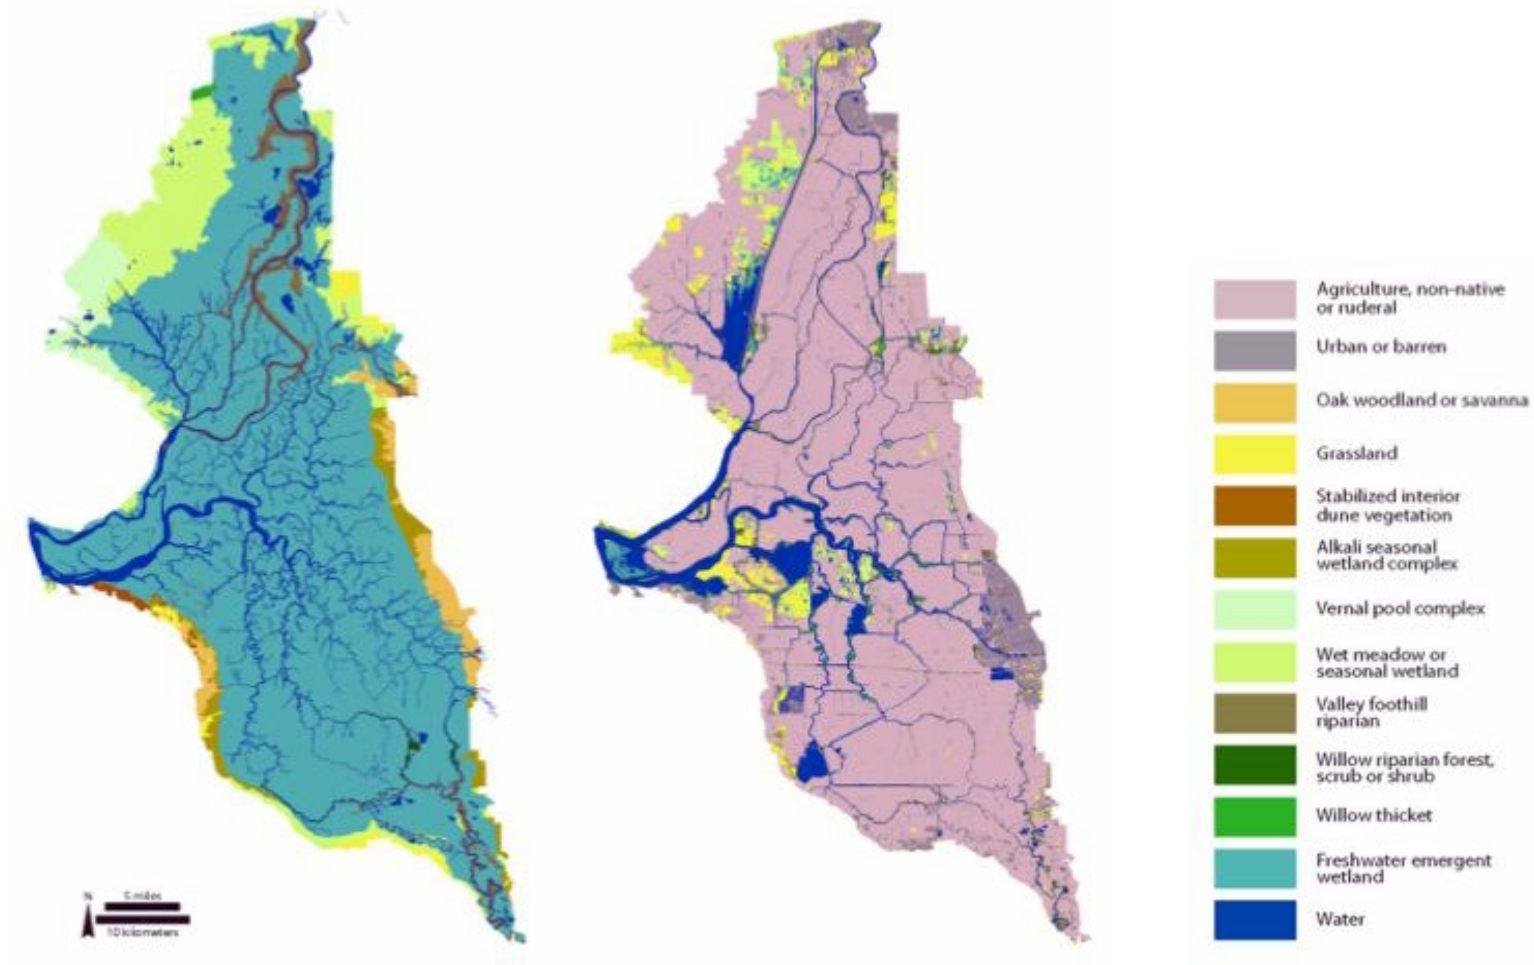 Agriculture, non-native
or ruderal
Urban or barren
Oak woodland or savanna
Grassland
Stabilized interior
dune vegetation
Alkali seasonal
wetland complex
Vernal pool complex
Wet meadow or
seasonal wetland
Valley foothill
riparian
Willow riparian forest,
scrub or shrub
Willow thicket
Freshwater emergent
wetland
Water
N
5 miles
10 kilometers